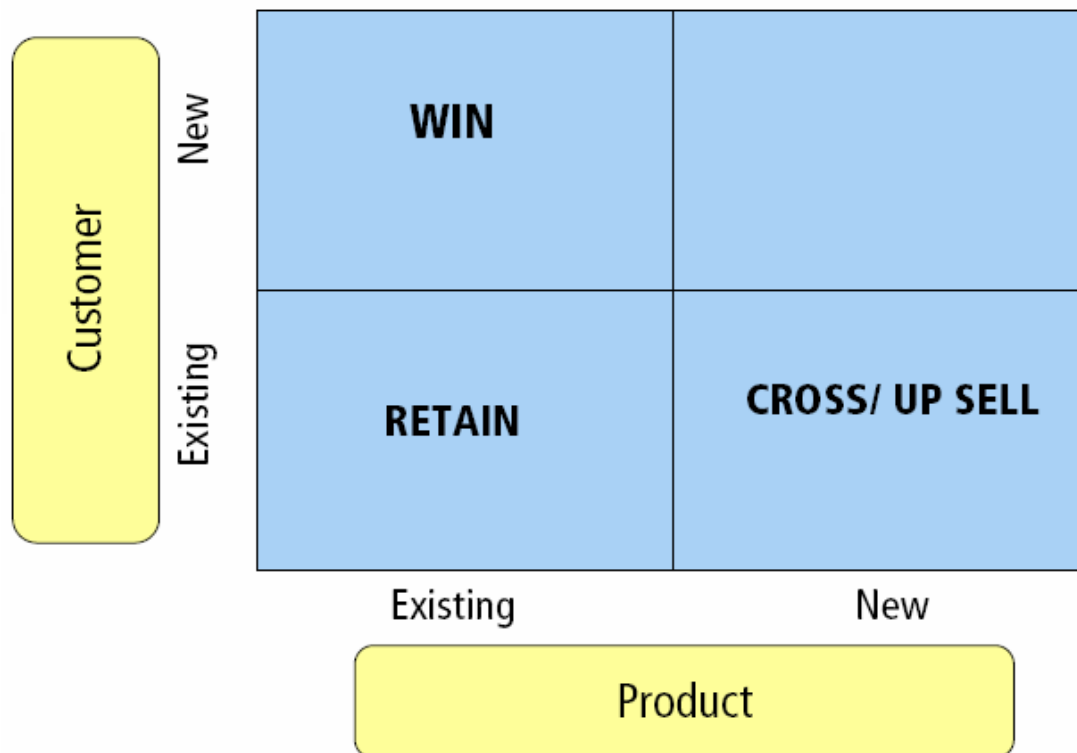 Customer
New
Existing
WIN
RETAIN
CROSS/ UP SELL
Existing
New
Product